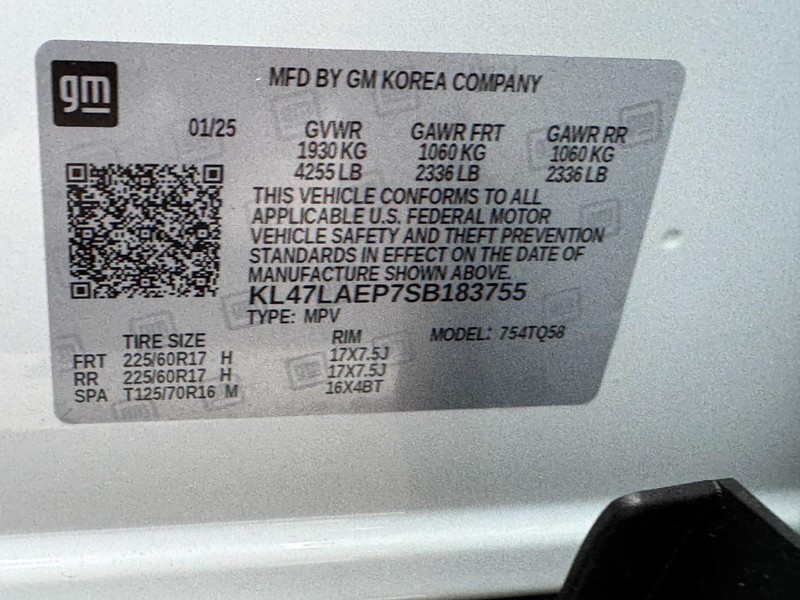 gm
MFD BY GM KOREA COMPANY
01/25 GVWR GAWR FRT GAWR RR
1930 KG 1060 KG 1060 KG
4255 LB 2336 LB 2336 LB
THIS VEHICLE CONFORMS TO ALL
APPLICABLE U.S. FEDERAL MOTOR
VEHICLE SAFETY AND THEFT PREVENTION
STANDARDS IN EFFECT ON THE DATE OF
MANUFACTURE SHOWN ABOVE.
KL47LAEP7SB183755
TYPE: MPV
TIRE SIZE RIM MODEL: 754TQ58
FRT 225/60R17 H 17X7.5J
RR 225/60R17 H 17X7.5J
SPA T125/70R16 M 16X4BT